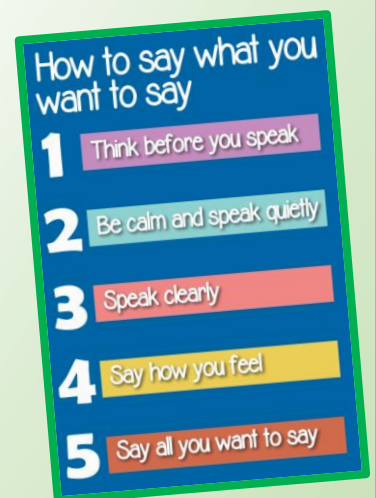 How to say what you
want to say
1 Think before you speak
2 Be calm and speak quietly
3 Speak clearly
4 Say how you feel
5 Say all you want to say